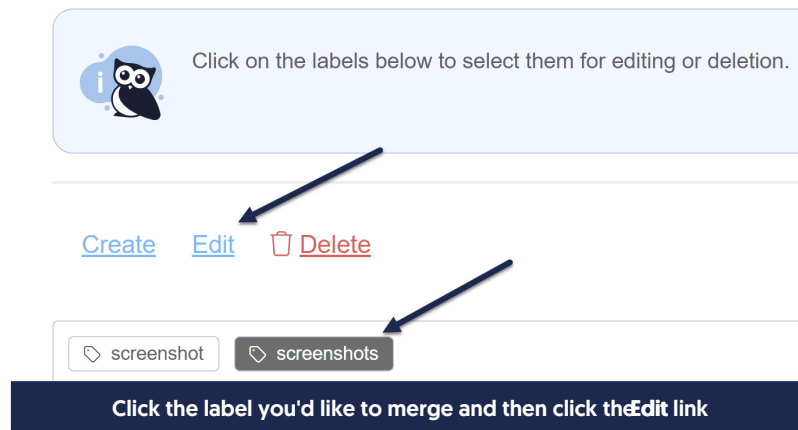 i
Click on the labels below to select them for editing or deletion.
Create Edit Delete
screenshot screenshots
Click the label you'd like to merge and then click the Edit link